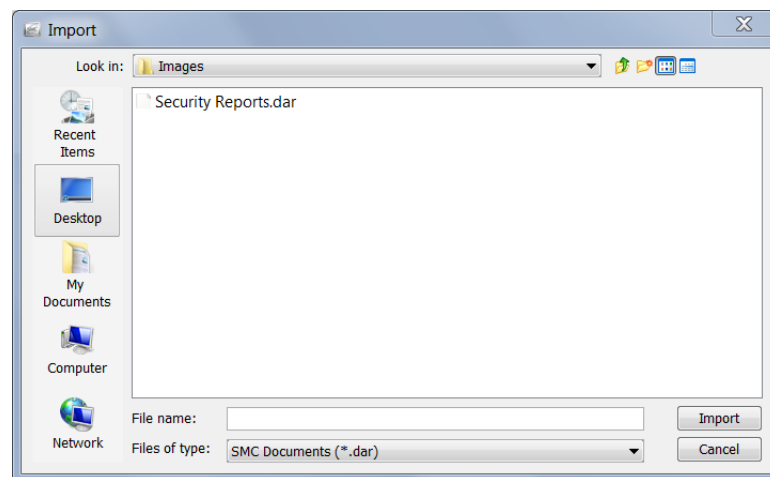 Import
Look in:
Images
Security Reports.dar
Recent
Items
Desktop
My
Documents
Computer
Network
File name:
Import
Files of type:
SMC Documents (*.dar)
Cancel